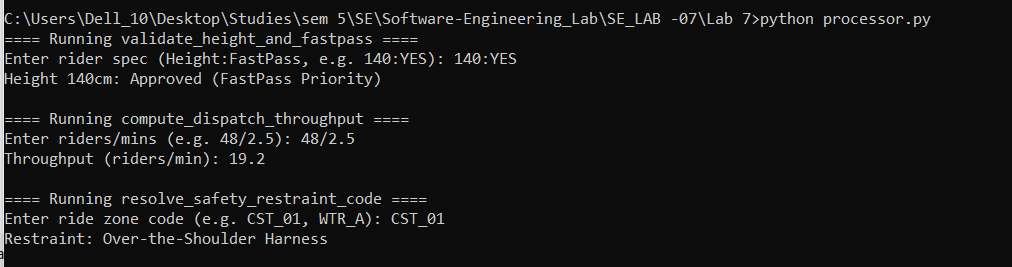 C:\Users\Dell_10\Desktop\Studies\sem 5\SE\Software-Engineering_Lab\SE_LAB -07\Lab 7>python processor.py
==== Running validate_height_and_fastpass ====
Enter rider spec (Height:FastPass, e.g. 140:YES): 140:YES
Height 140cm: Approved (FastPass Priority)
==== Running compute_dispatch_throughput ====
Enter riders/mins (e.g. 48/2.5): 48/2.5
Throughput (riders/min): 19.2
==== Running resolve_safety_restraint_code ====
Enter ride zone code (e.g. CST_01, WTR_A): CST_01
Restraint: Over-the-Shoulder Harness